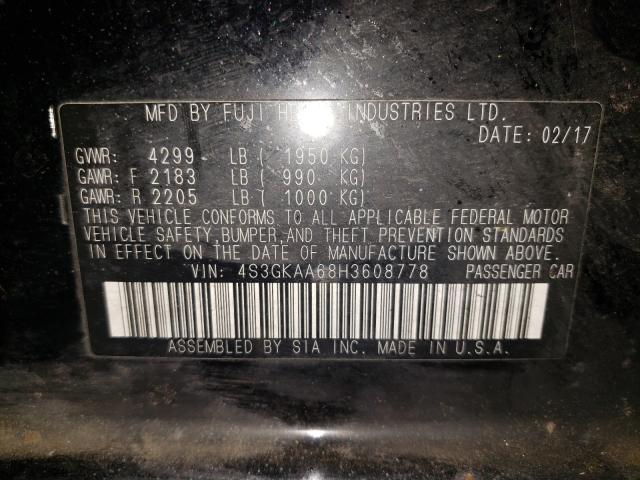 MFD BY FUJI INDUSTRIES LTD.
DATE: 02/17
GVWR: 4299 LB ( 1950 KG)
GAWR: F 2183 LB ( 990 KG)
GAWR: R 2205 LB ( 1000 KG)
THIS VEHICLE CONFORMS TO ALL APPLICABLE FEDERAL MOTOR
VEHICLE SAFETY,BUMPER,AND THEFT PREVENTION STANDARDS
IN EFFECT ON THE DATE OF MANUFACTURE SHOWN ABOVE.
VIN: 4S3GKAA68H3608778 PASSENGER CAR
ASSEMBLED BY SIA INC. MADE IN U.S.A.